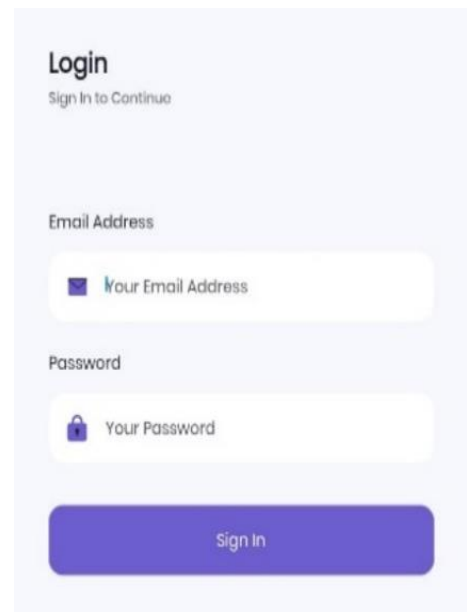 Login
Sign In to Continue
Email Address
Your Email Address
Password
Your Password
Sign In